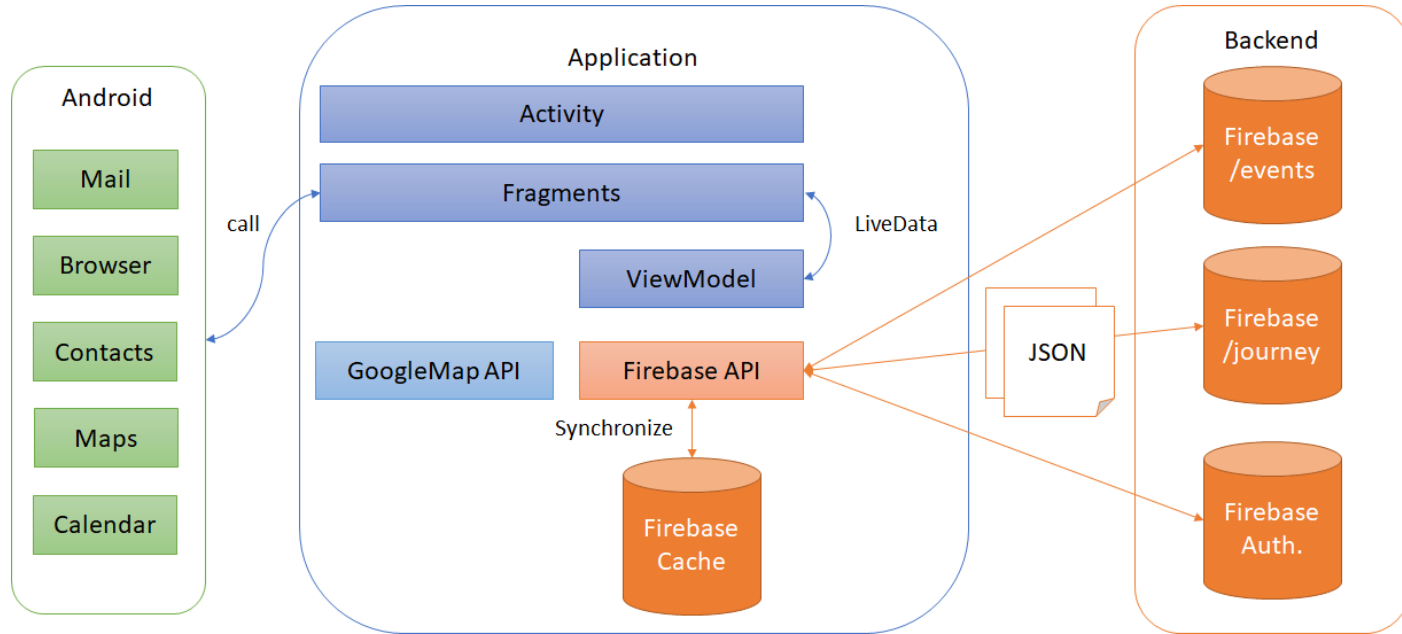 Android
Mail
Browser
Contacts
Maps
Calendar
call
Application
Activity
Fragments
LiveData
ViewModel
GoogleMap API
Firebase API
Synchronize
Firebase
Cache
JSON
Backend
Firebase
/events
Firebase
/journey
Firebase
Auth.